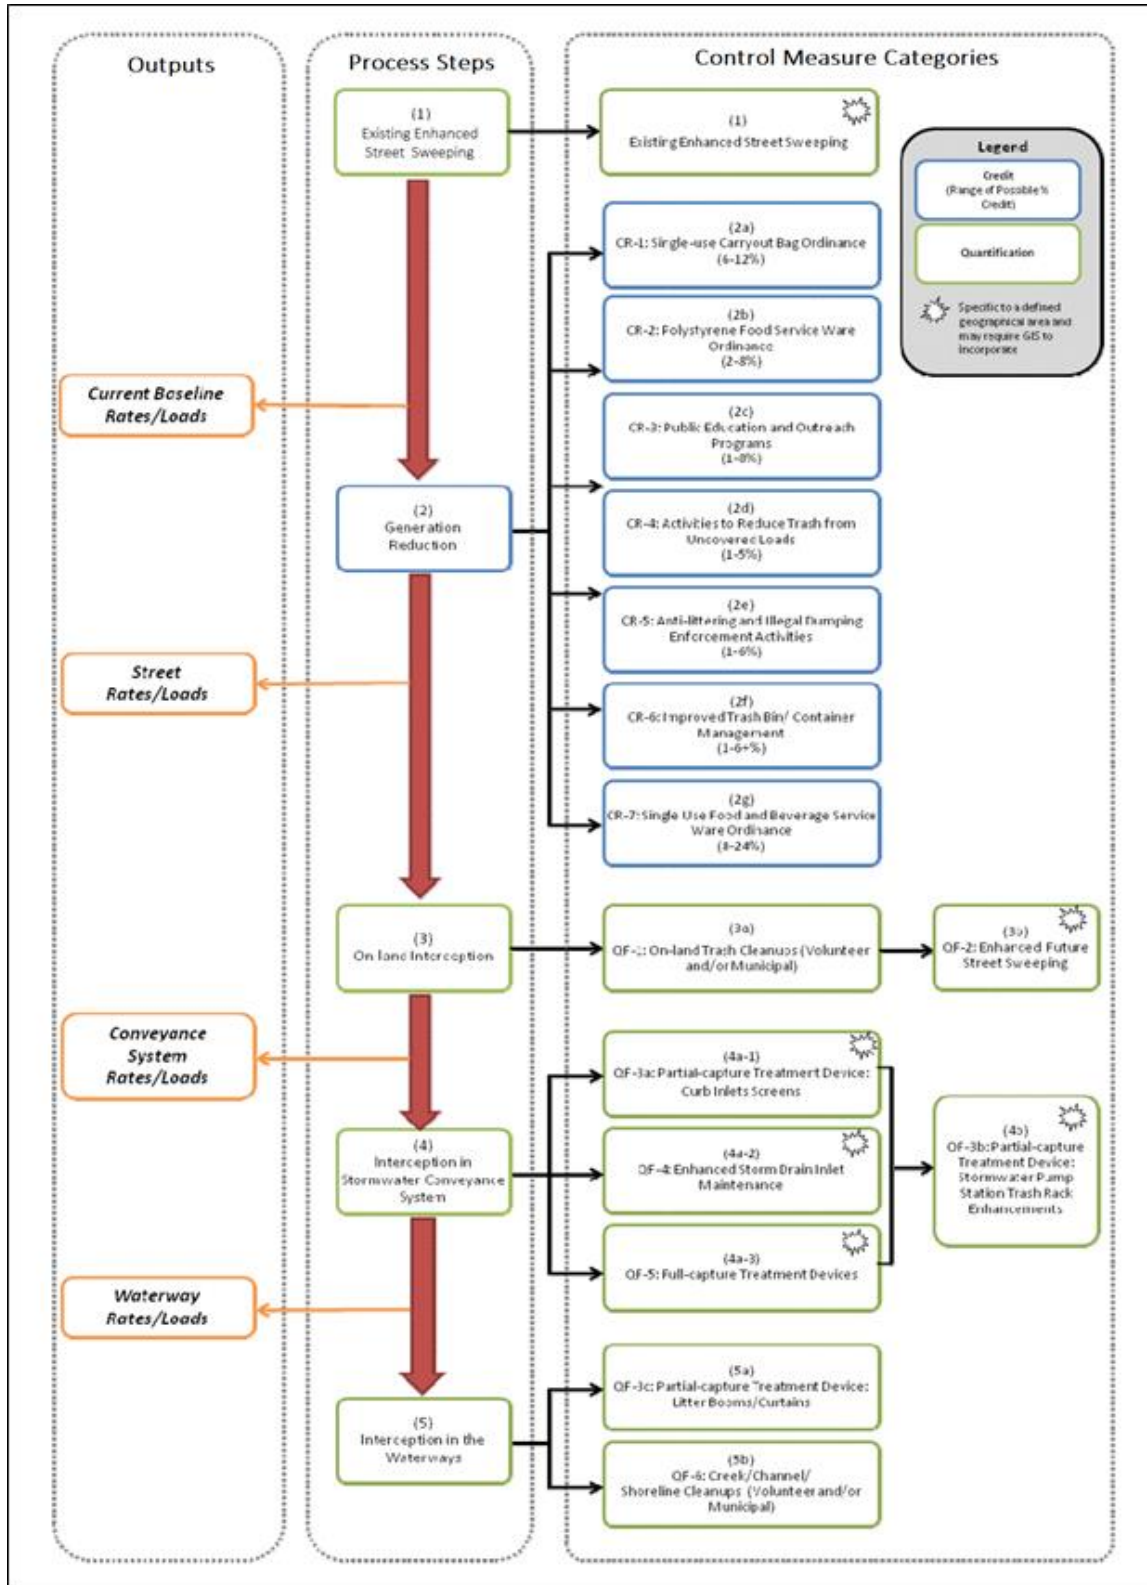 Outputs
Process Steps
Control Measure Categories
(1)
Existing Enhanced
Street Sweeping
(1)
Existing Enhanced Street Sweeping
Legend
Credit
(Range of Possible %
Credit)
Quantification
Specific to a defined
geographical area and
may require GIS to
incorporate
(2a)
CR-1: Single-use Carryout Bag Ordinance
(6-12%)
(2b)
CR-2: Polystyrene Food Service Ware
Ordinance
(2-8%)
Current Baseline
Rates/Loads
(2c)
CR-3: Public Education and Outreach
Programs
(1-8%)
(2)
Generation
Reduction
(2d)
CR-4: Activities to Reduce Trash from
Uncovered Loads
(1-5%)
(2e)
CR-5: Anti-littering and Illegal Dumping
Enforcement Activities
(1-6%)
Street
Rates/Loads
(2f)
CR-6: Improved Trash Bin/ Container
Management
(1-6+%)
(2g)
CR-7: Single Use Food and Beverage Service
Ware Ordinance
(8-24%)
(3)
On-land Interception
(3a)
QF-1: On-land Trash Cleanups (Volunteer
and/or Municipal)
(3b)
QF-2: Enhanced Future
Street Sweeping
Conveyance
System
Rates/Loads
(4a-1)
QF-3a: Partial-capture Treatment Device:
Curb Inlets Screens
(4)
Interception in
Stormwater Conveyance
System
(4a-2)
QF-4: Enhanced Storm Drain Inlet
Maintenance
(4b)
QF-3b: Partial-capture
Treatment Device:
Stormwater Pump
Station Trash Rack
Enhancements
(4a-3)
QF-5: Full-capture Treatment Devices
Waterway
Rates/Loads
(5)
Interception in the
Waterways
(5a)
QF-3c: Partial-capture Treatment Device:
Litter Booms/Curtains
(5b)
QF-6: Creek/Channel/
Shoreline Cleanups (Volunteer and/or
Municipal)